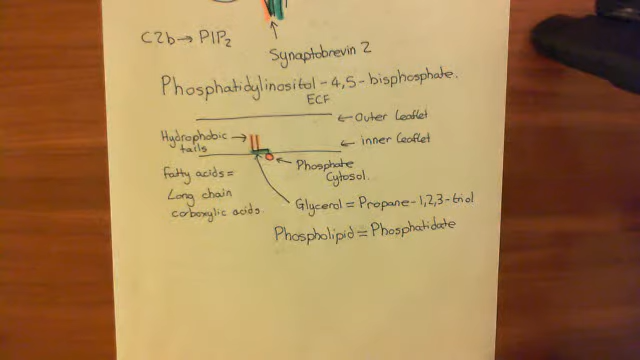 C2b → PIP2
Synaptobrevin 2
Phosphatidylinositol-4,5-bisphosphate.
ECF
← Outer Leaflet
Hydrophobic → tails
← inner Leaflet
← Phosphate
Cytosol.
Fatty acids =
Long chain
carboxylic acids.
Glycerol = Propane-1,2,3-triol
Phospholipid = Phosphatidate